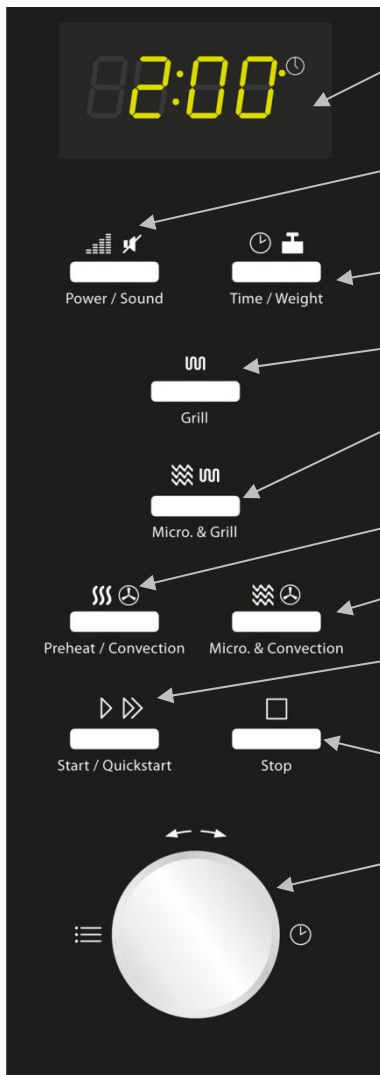 2:00
Power / Sound
Time / Weight
Grill
Micro. & Grill
Preheat / Convection
Micro. & Convection
Start / Quickstart
Stop